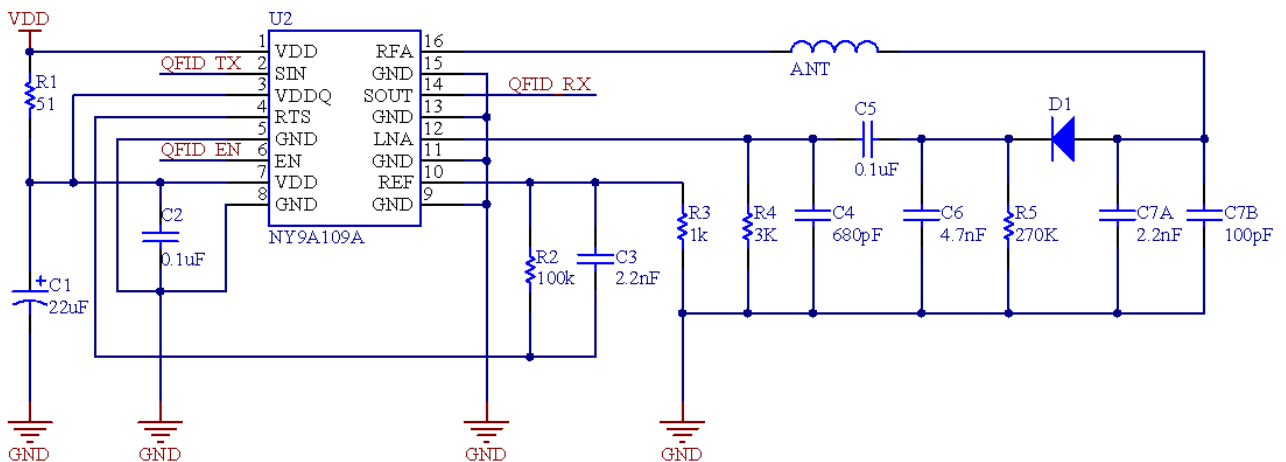 VDD
U2
1 VDD RFA 16
QFID_TX 2 SIN GND 15
3 VDDQ SOUT 14 QFID_RX
4 RTS GND 13
5 GND LNA 12
QFID_EN 6 EN GND 11
7 VDD REF 10
8 GND GND 9
NY9A109A
R1
51
C2
0.1uF
C1
22uF
+
ANT
C5
0.1uF
D1
R2
100k
C3
2.2nF
R3
1k
R4
3K
C4
680pF
C6
4.7nF
R5
270K
C7A
2.2nF
C7B
100pF
GND
GND
GND
GND